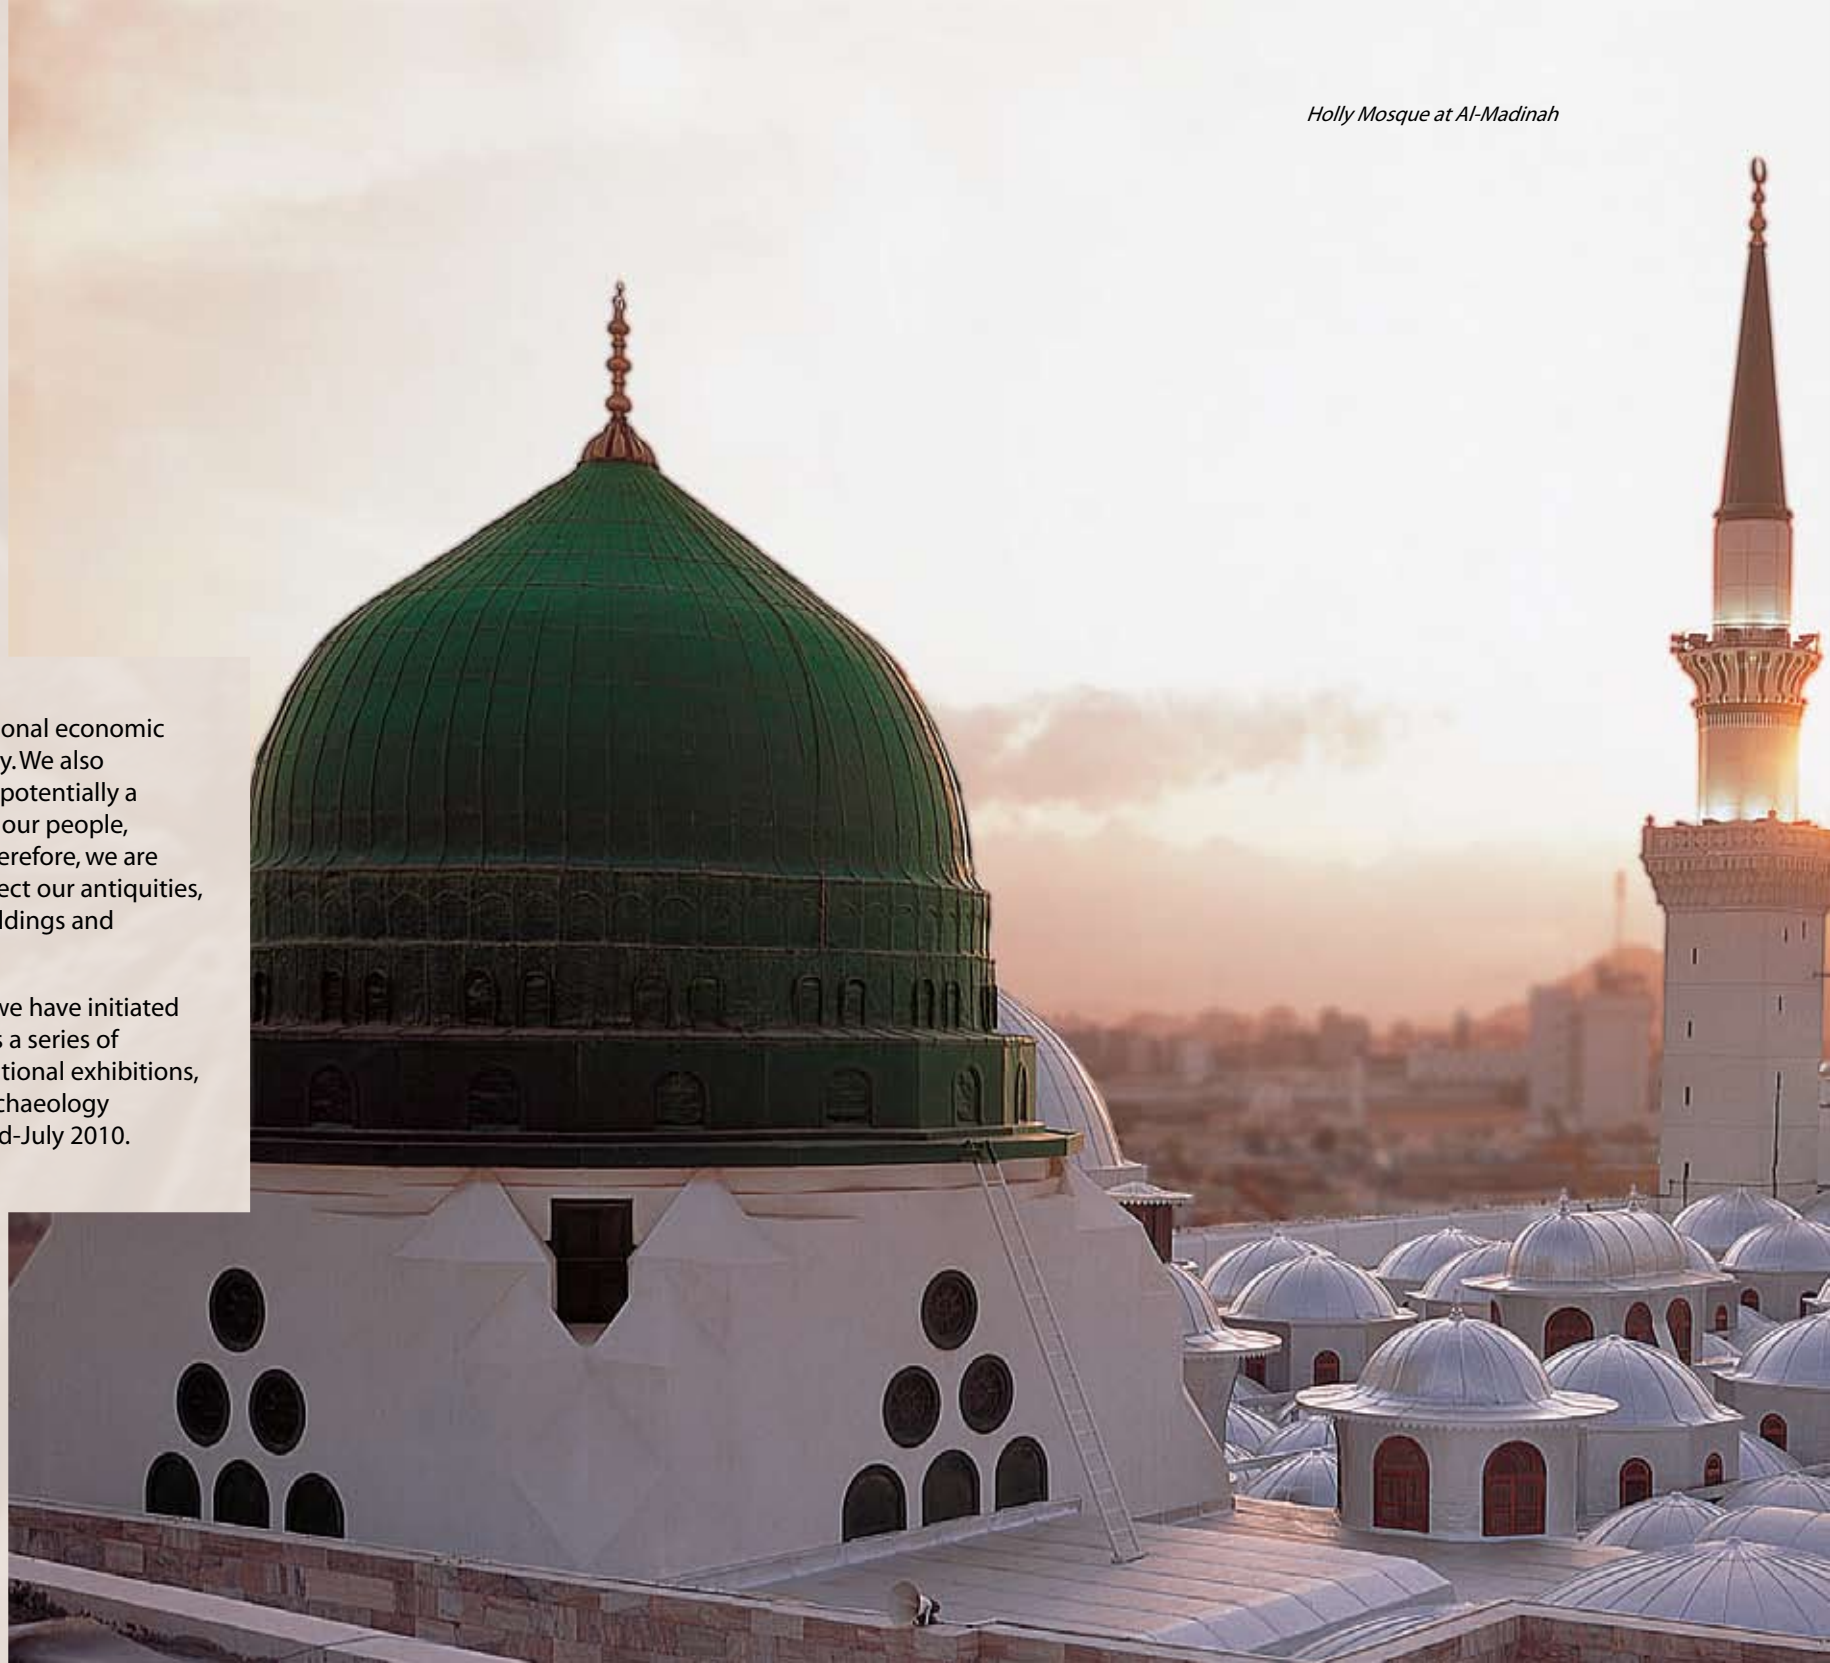 Holly Mosque at Al-Madinah
onal economic
y. We also
potentially a
our people,
erefore, we are
ect our antiquities,
ldings and
we have initiated
s a series of
tional exhibitions,
chaeology
d-July 2010.